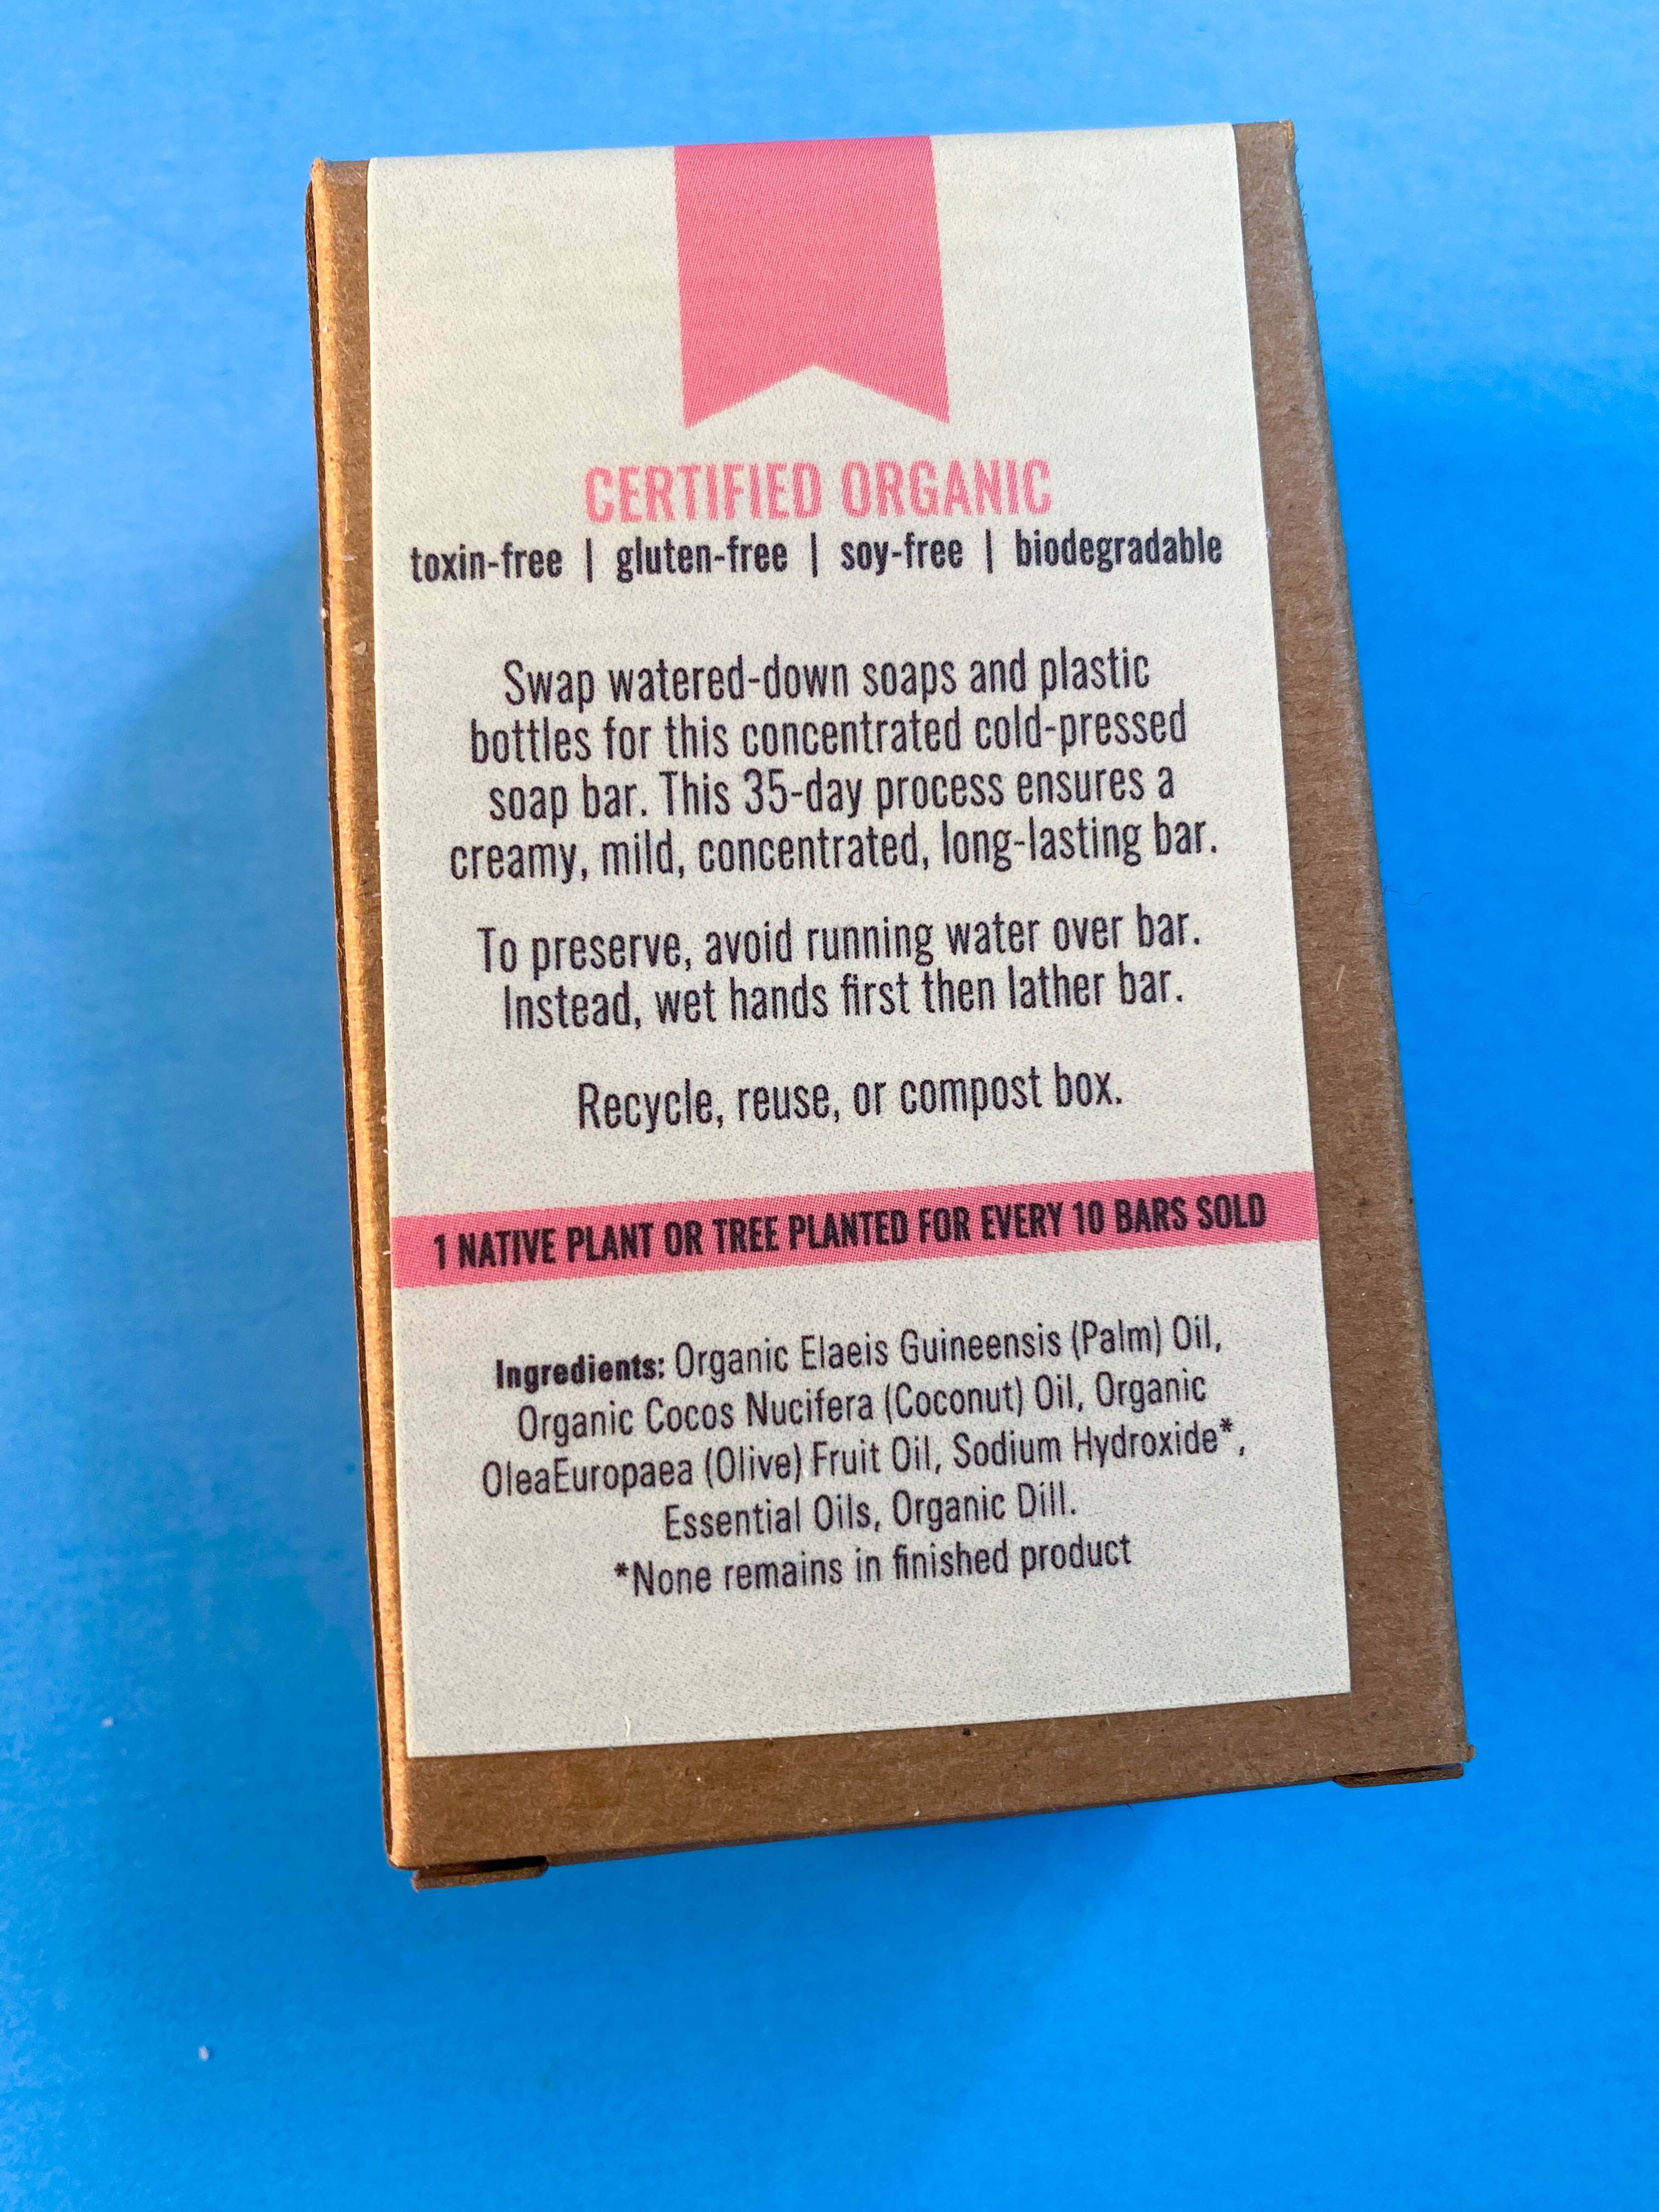 CERTIFIED ORGANIC
toxin-free | gluten-free | soy-free | biodegradable
Swap watered-down soaps and plastic
bottles for this concentrated cold-pressed
soap bar. This 35-day process ensures a
creamy, mild, concentrated, long-lasting bar.
To preserve, avoid running water over bar.
Instead, wet hands first then lather bar.
Recycle, reuse, or compost box.
1 NATIVE PLANT OR TREE PLANTED FOR EVERY 10 BARS SOLD
Ingredients: Organic Elaeis Guineensis (Palm) Oil,
Organic Cocos Nucifera (Coconut) Oil, Organic
OleaEuropaea (Olive) Fruit Oil, Sodium Hydroxide*,
Essential Oils, Organic Dill.
*None remains in finished product